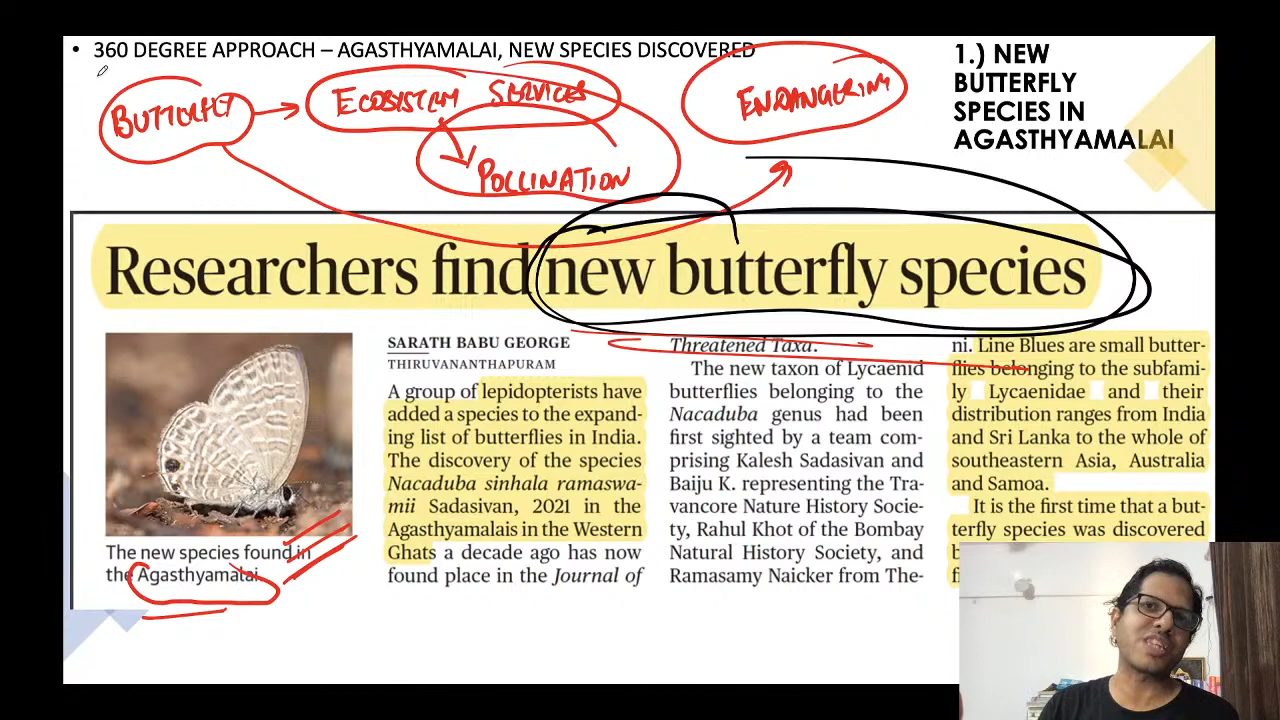 • 360 DEGREE APPROACH – AGASTHYAMALAI, NEW SPECIES DISCOVERED
1.) NEW
BUTTERFLY
SPECIES IN
AGASTHYAMALAI
BUTTERFLY
ECOSISTEM SERVICES
POLLINATION
ENDANGERING
Researchers find new butterfly species
The new species found in
the Agasthyamalai.
SARATH BABU GEORGE
THIRUVANANTHAPURAM
A group of lepidopterists have
added a species to the expand-
ing list of butterflies in India.
The discovery of the species
Nacaduba sinhala ramaswa-
mii Sadasivan, 2021 in the
Agasthyamalais in the Western
Ghats a decade ago has now
found place in the Journal of
Threatened Taxa.
The new taxon of Lycaenid
butterflies belonging to the
Nacaduba genus had been
first sighted by a team com-
prising Kalesh Sadasivan and
Baiju K. representing the Tra-
vancore Nature History Socie-
ty, Rahul Khot of the Bombay
Natural History Society, and
Ramasamy Naicker from The-
ni. Line Blues are small butter-
flies belonging to the subfami-
ly Lycaenidae and their
distribution ranges from India
and Sri Lanka to the whole of
southeastern Asia, Australia
and Samoa.
It is the first time that a but-
terfly species was discovered